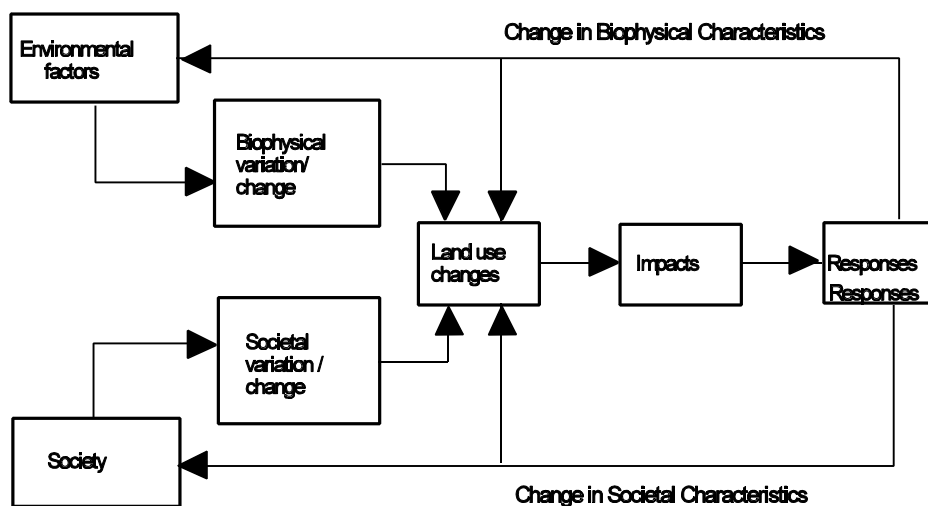 Change in Biophysical Characteristics
Environmental
factors
Biophysical
variation/
change
Land use
changes
Impacts
Responses
Responses
Societal
variation /
change
Society
Change in Societal Characteristics